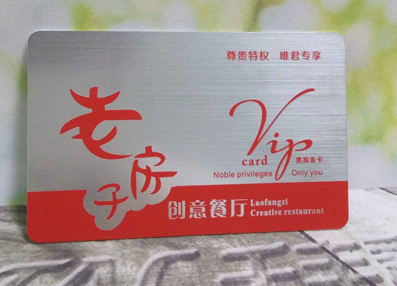 尊贵特权 唯君专享
老房子
Vip
card 贵宾金卡
Noble privileges Only you
创意餐厅 Laofangzi
Creative restaurant